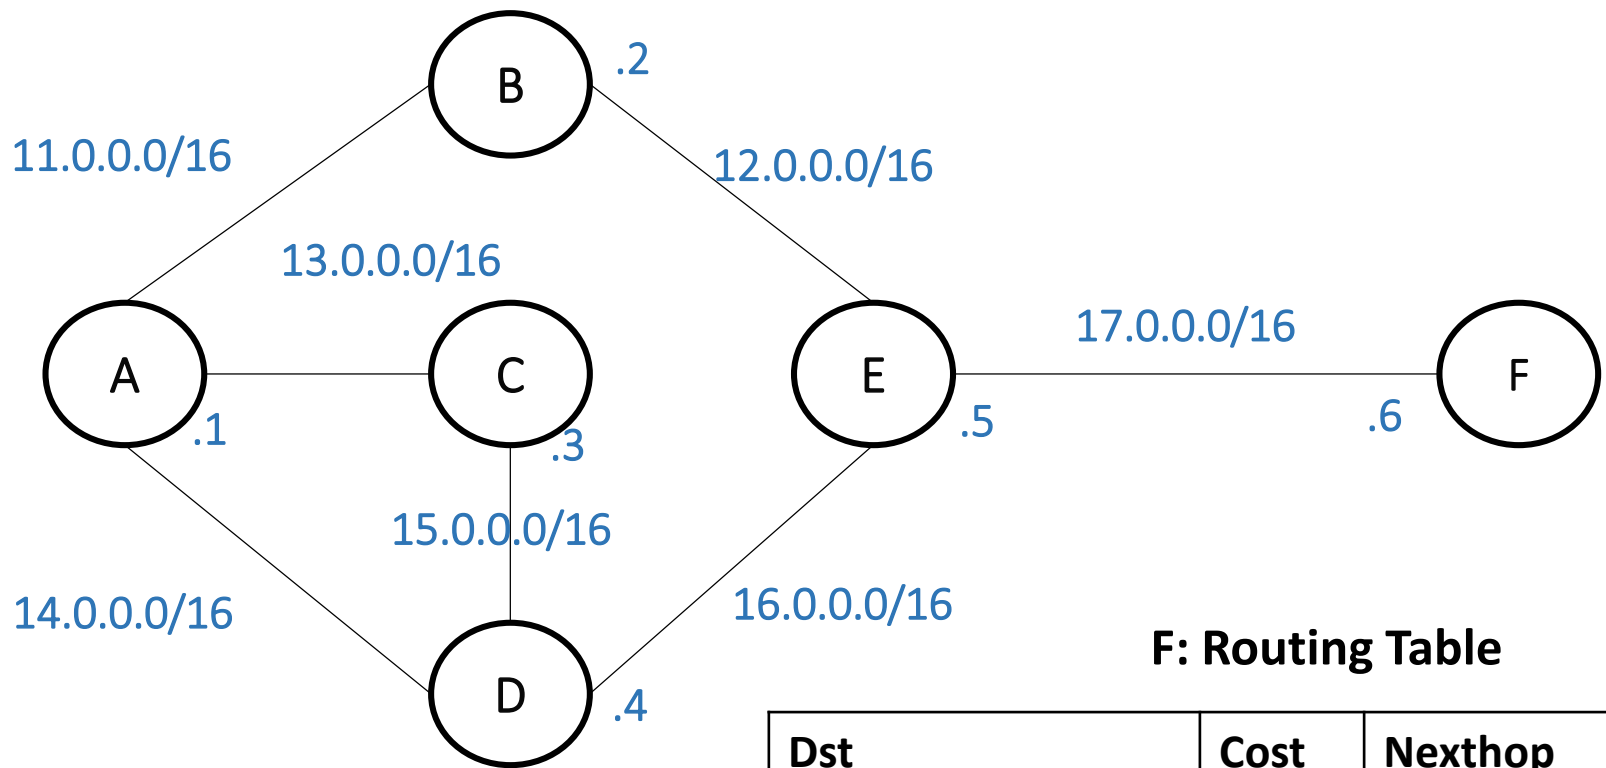 B
.2
11.0.0.0/16
12.0.0.0/16
13.0.0.0/16
17.0.0.0/16
A
C
E
F
.1
.3
.5
.6
15.0.0.0/16
14.0.0.0/16
16.0.0.0/16
F: Routing Table
D
.4
Dst Cost Nexthop